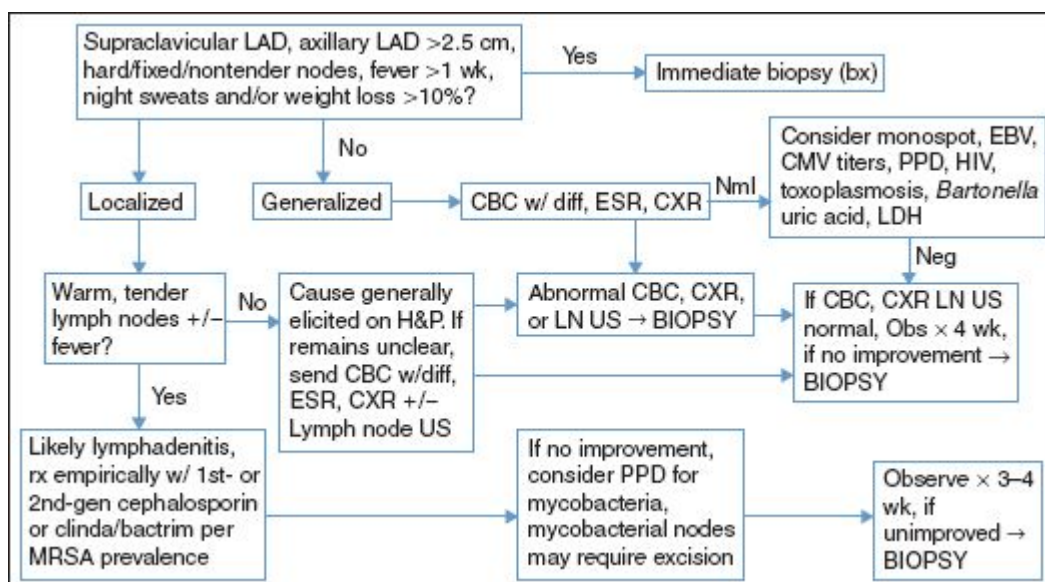 Supraclavicular LAD, axillary LAD >2.5 cm,
hard/fixed/nontender nodes, fever >1 wk,
night sweats and/or weight loss >10%?
Yes
Immediate biopsy (bx)
No
Localized
Generalized
CBC w/ diff, ESR, CXR
Nml
Consider monospot, EBV,
CMV titers, PPD, HIV,
toxoplasmosis, Bartonella
uric acid, LDH
Neg
Warm, tender
lymph nodes +/–
fever?
No
Cause generally
elicited on H&P. If
remains unclear,
send CBC w/diff,
ESR, CXR +/–
Lymph node US
Abnormal CBC, CXR,
or LN US → BIOPSY
If CBC, CXR LN US
normal, Obs × 4 wk,
if no improvement →
BIOPSY
Yes
Likely lymphadenitis,
rx empirically w/ 1st- or
2nd-gen cephalosporin
or clinda/bactrim per
MRSA prevalence
If no improvement,
consider PPD for
mycobacteria,
mycobacterial nodes
may require excision
Observe × 3–4
wk, if
unimproved →
BIOPSY